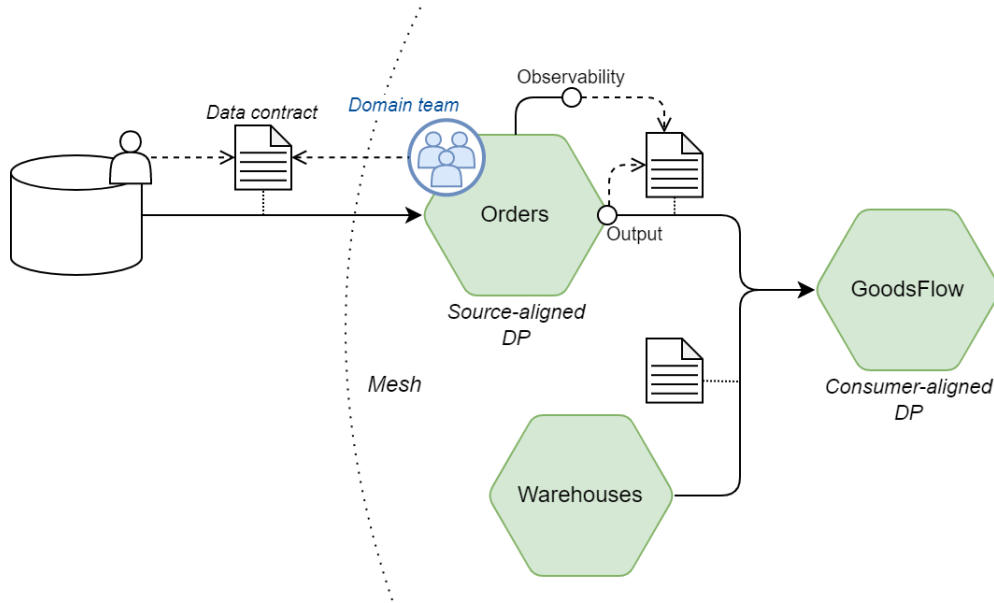 Observability
Data contract
Domain team
Orders
Output
Source-aligned
DP
GoodsFlow
Mesh
Consumer-aligned
DP
Warehouses